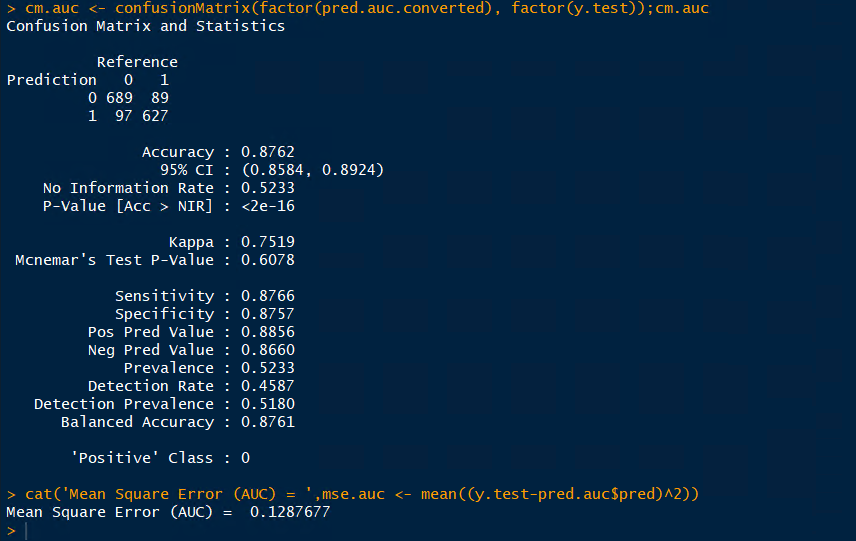 > cm.auc <- confusionMatrix(factor(pred.auc.converted), factor(y.test));cm.auc
Confusion Matrix and Statistics
Reference
Prediction 0 1
0 689 89
1 97 627
Accuracy : 0.8762
95% CI : (0.8584, 0.8924)
No Information Rate : 0.5233
P-Value [Acc > NIR] : <2e-16
Kappa : 0.7519
Mcnemar's Test P-Value : 0.6078
Sensitivity : 0.8766
Specificity : 0.8757
Pos Pred Value : 0.8856
Neg Pred Value : 0.8660
Prevalence : 0.5233
Detection Rate : 0.4587
Detection Prevalence : 0.5180
Balanced Accuracy : 0.8761
'Positive' Class : 0
> cat('Mean Square Error (AUC) = ',mse.auc <- mean((y.test-pred.auc$pred)^2))
Mean Square Error (AUC) =  0.1287677
>